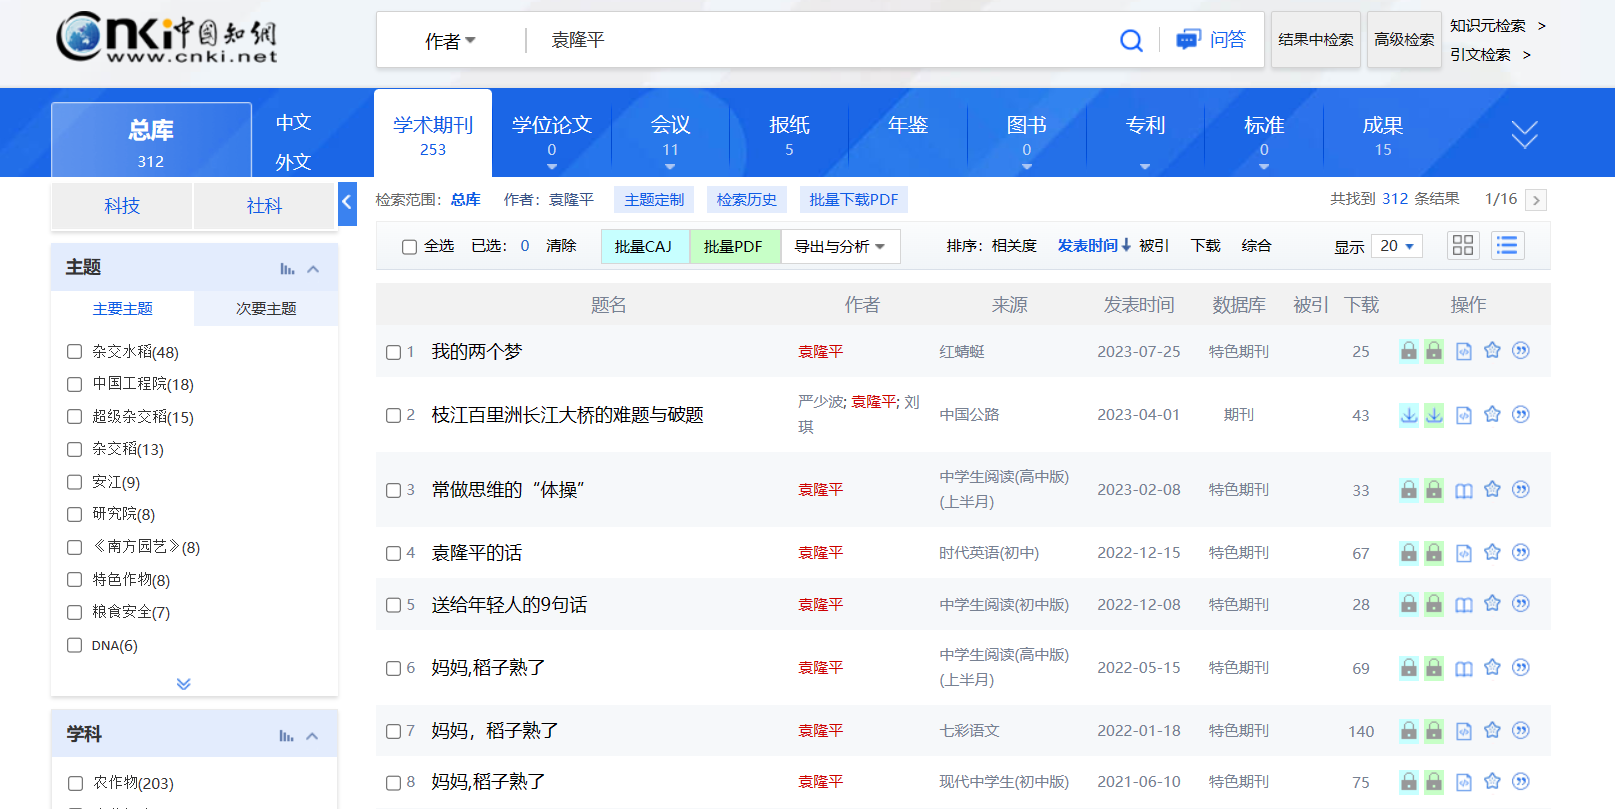 cnki中国知網
www.cnki.net
作者
袁隆平
问答
结果中检索
高级检索
知识元检索 >
引文检索 >
总库
312
中文
外文
学术期刊
253
学位论文
0
会议
11
报纸
5
年鉴
图书
0
专利
标准
0
成果
15
科技
社科
检索范围：总库 作者：袁隆平 主题定制 检索历史 批量下载PDF
共找到 312 条结果 1/16 >
全选 已选：0 清除 批量CAJ 批量PDF 导出与分析
排序：相关度 发表时间↓ 被引 下载 综合
显示 20
主题
主要主题 次要主题
杂交水稻(48)
中国工程院(18)
超级杂交稻(15)
杂交稻(13)
安江(9)
研究院(8)
《南方园艺》(8)
特色作物(8)
粮食安全(7)
DNA(6)
学科
农作物(203)
题名 作者 来源 发表时间 数据库 被引 下载 操作
1 我的两个梦 袁隆平 红蜻蜓 2023-07-25 特色期刊 25
2 枝江百里洲长江大桥的难题与破题 严少波; 袁隆平; 刘琪 中国公路 2023-04-01 期刊 43
3 常做思维的“体操” 袁隆平 中学生阅读(高中版)(上半月) 2023-02-08 特色期刊 33
4 袁隆平的话 袁隆平 时代英语(初中) 2022-12-15 特色期刊 67
5 送给年轻人的9句话 袁隆平 中学生阅读(初中版) 2022-12-08 特色期刊 28
6 妈妈,稻子熟了 袁隆平 中学生阅读(高中版)(上半月) 2022-05-15 特色期刊 69
7 妈妈，稻子熟了 袁隆平 七彩语文 2022-01-18 特色期刊 140
8 妈妈,稻子熟了 袁隆平 现代中学生(初中版) 2021-06-10 特色期刊 75